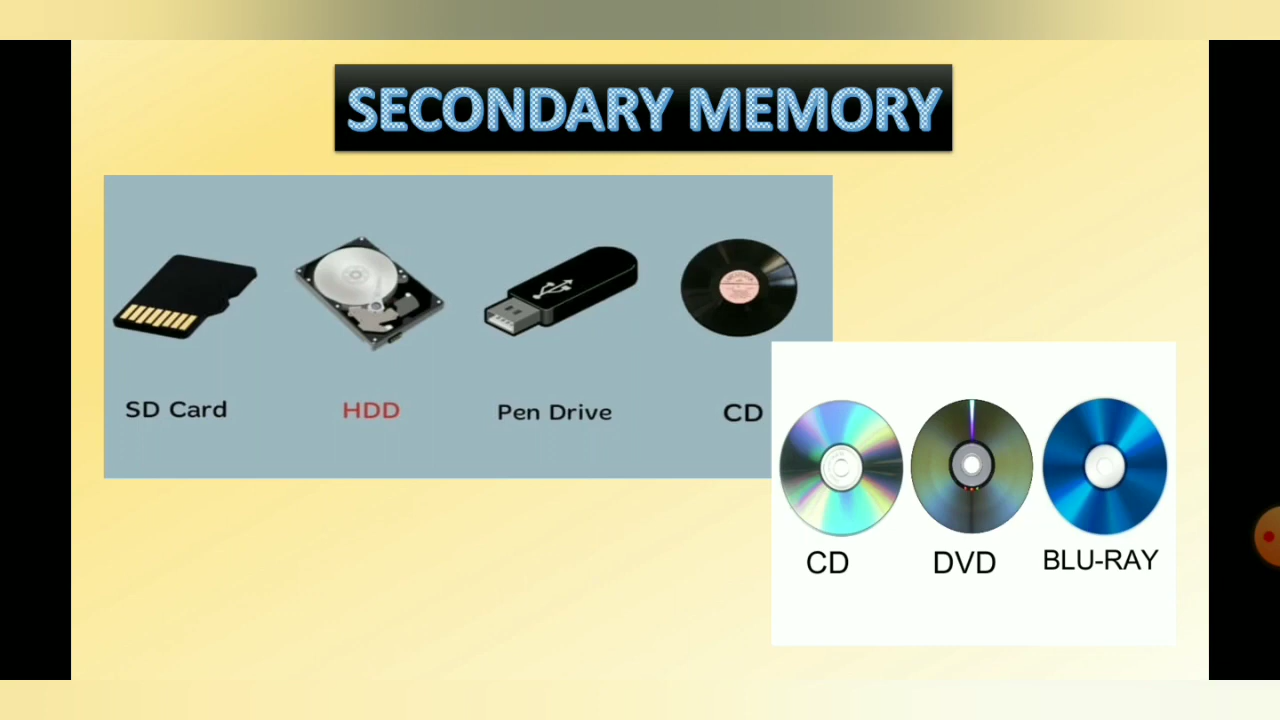 SECONDARY MEMORY
SD Card
HDD
Pen Drive
CD
CD
DVD
BLU-RAY